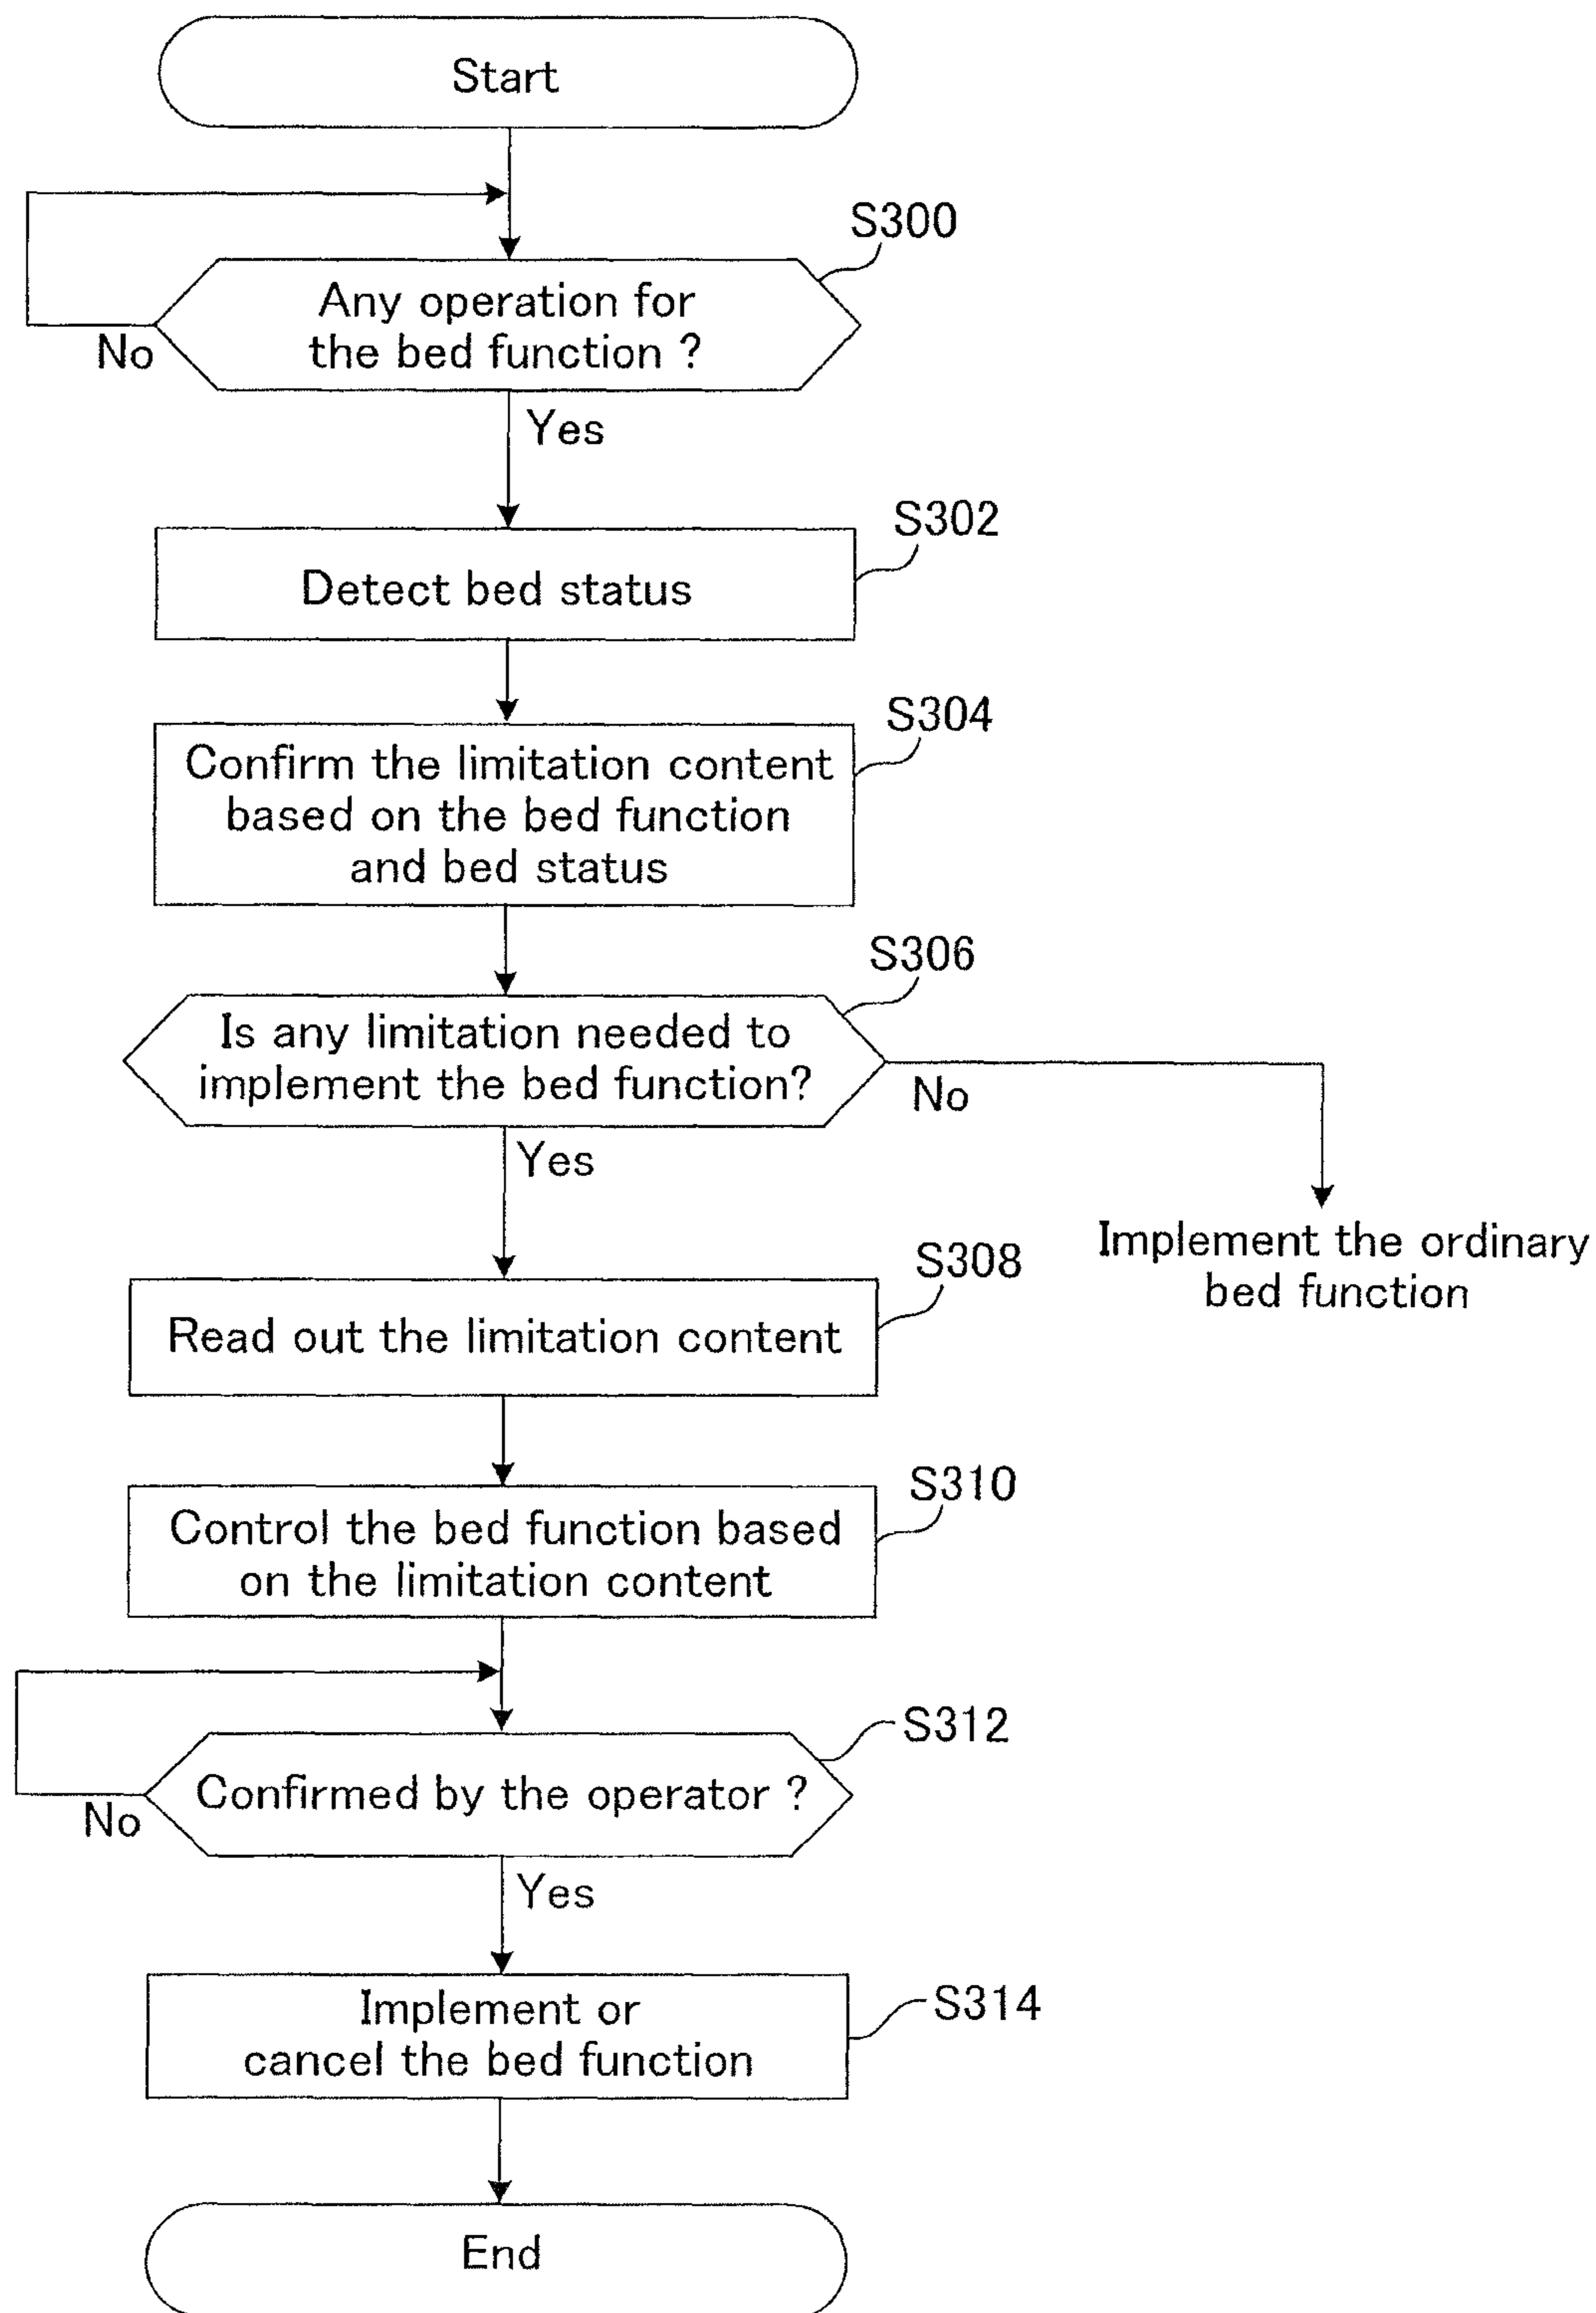 Start
S300
Any operation for
the bed function ?
No
Yes
S302
Detect bed status
S304
Confirm the limitation content
based on the bed function
and bed status
S306
Is any limitation needed to
implement the bed function?
No
Yes
Implement the ordinary
bed function
S308
Read out the limitation content
S310
Control the bed function based
on the limitation content
S312
Confirmed by the operator ?
No
Yes
S314
Implement or
cancel the bed function
End